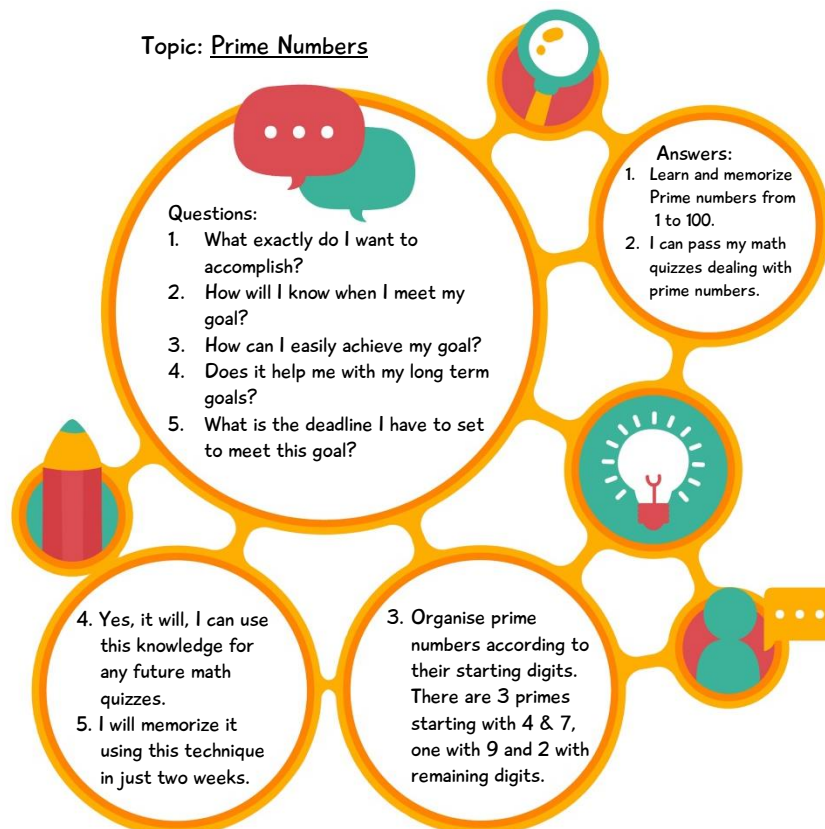 Topic: Prime Numbers
Questions:
1. What exactly do I want to
accomplish?
2. How will I know when I meet my
goal?
3. How can I easily achieve my goal?
4. Does it help me with my long term
goals?
5. What is the deadline I have to set
to meet this goal?
Answers:
1. Learn and memorize
Prime numbers from
1 to 100.
2. I can pass my math
quizzes dealing with
prime numbers.
3. Organise prime
numbers according to
their starting digits.
There are 3 primes
starting with 4 & 7,
one with 9 and 2 with
remaining digits.
4. Yes, it will, I can use
this knowledge for
any future math
quizzes.
5. I will memorize it
using this technique
in just two weeks.